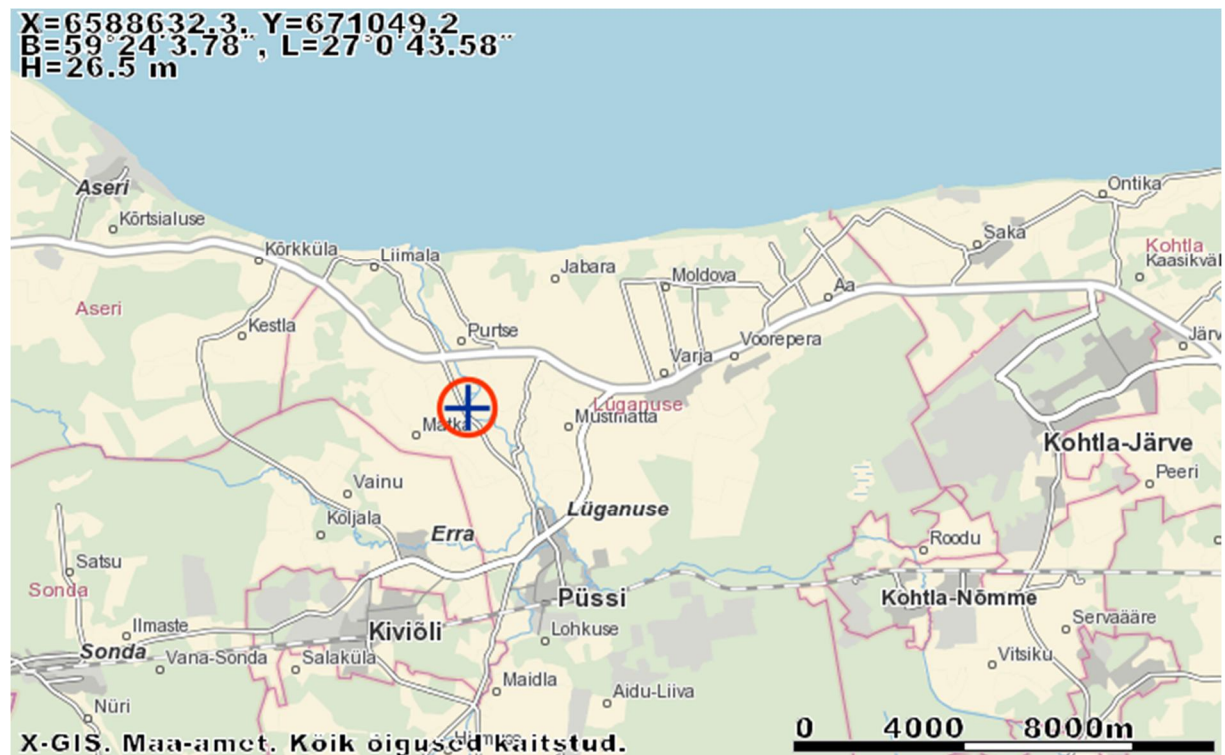 X=6588632.3. Y=671049.2
B=59°24'3.78¨, L=27°0'43.58¨
H=26.5 m
Ontika
Aseri
Kõrtsialuse
Saka
Kohtla
Kõrkküla
Liimala
Kaasikväl
Jabara
Moldova
Aa
Aseri
Kestla
Purtse
Voorepera
Järv
Varja
Lüganuse
Mustmätta
Matka
Kohtla-Järve
Peeri
Vainu
Lüganuse
Köljala
Erra
Roodu
Satsu
Sonda
Püssi
Kohtla-Nõmme
Servaääre
Ilmaste
Kiviõli
Lohkuse
Sonda
Vana-Sonda
Salaküla
Vitsiku
Maidla
Aidu-Liiva
Nüri
0 4000 8000m
X-GIS. Maa-amet. Kõik õigused kaitstud.